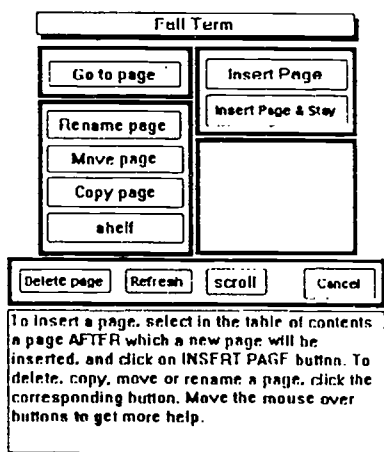 Fall Term
Go to page
Insert Page
Insert Page & Stay
Rename page
Move page
Copy page
shelf
Delete page
Refresh
scroll
Cancel
To insert a page, select in the table of contents
a page AFTER which a new page will be
inserted, and click on INSERT PAGE button. To
delete, copy, move or rename a page, click the
corresponding button. Move the mouse over
buttons to get more help.